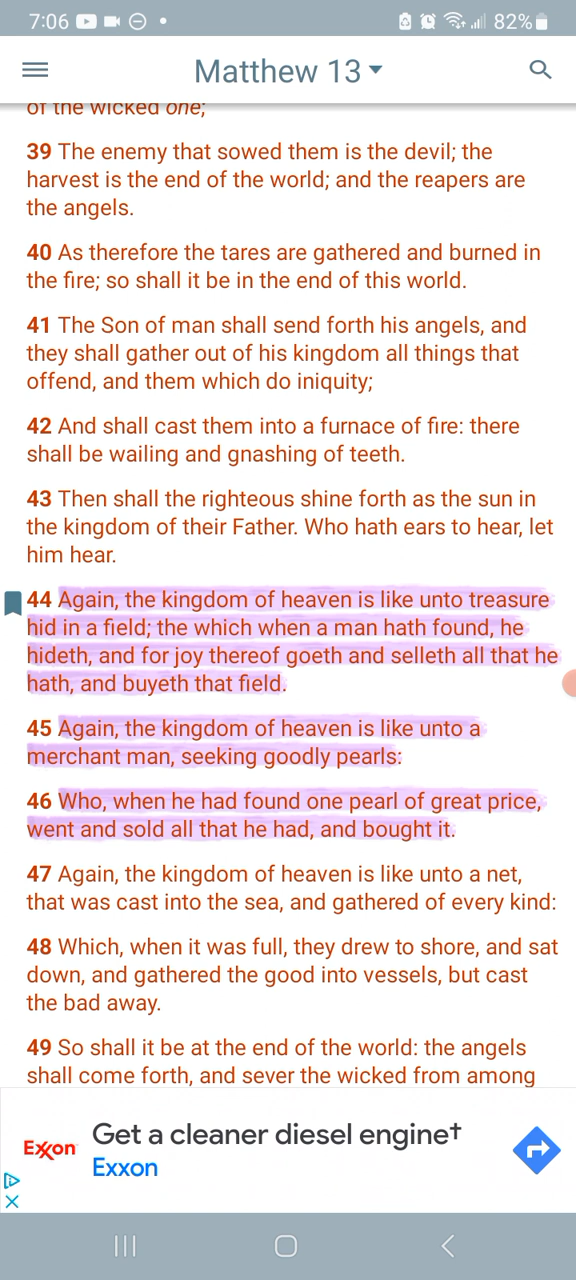 7:06 82%
Matthew 13
of the wicked one;
39 The enemy that sowed them is the devil; the
harvest is the end of the world; and the reapers are
the angels.
40 As therefore the tares are gathered and burned in
the fire; so shall it be in the end of this world.
41 The Son of man shall send forth his angels, and
they shall gather out of his kingdom all things that
offend, and them which do iniquity;
42 And shall cast them into a furnace of fire: there
shall be wailing and gnashing of teeth.
43 Then shall the righteous shine forth as the sun in
the kingdom of their Father. Who hath ears to hear, let
him hear.
44 Again, the kingdom of heaven is like unto treasure
hid in a field; the which when a man hath found, he
hideth, and for joy thereof goeth and selleth all that he
hath, and buyeth that field.
45 Again, the kingdom of heaven is like unto a
merchant man, seeking goodly pearls:
46 Who, when he had found one pearl of great price,
went and sold all that he had, and bought it.
47 Again, the kingdom of heaven is like unto a net,
that was cast into the sea, and gathered of every kind:
48 Which, when it was full, they drew to shore, and sat
down, and gathered the good into vessels, but cast
the bad away.
49 So shall it be at the end of the world: the angels
shall come forth, and sever the wicked from among
Get a cleaner diesel engine†
Exxon
Exxon